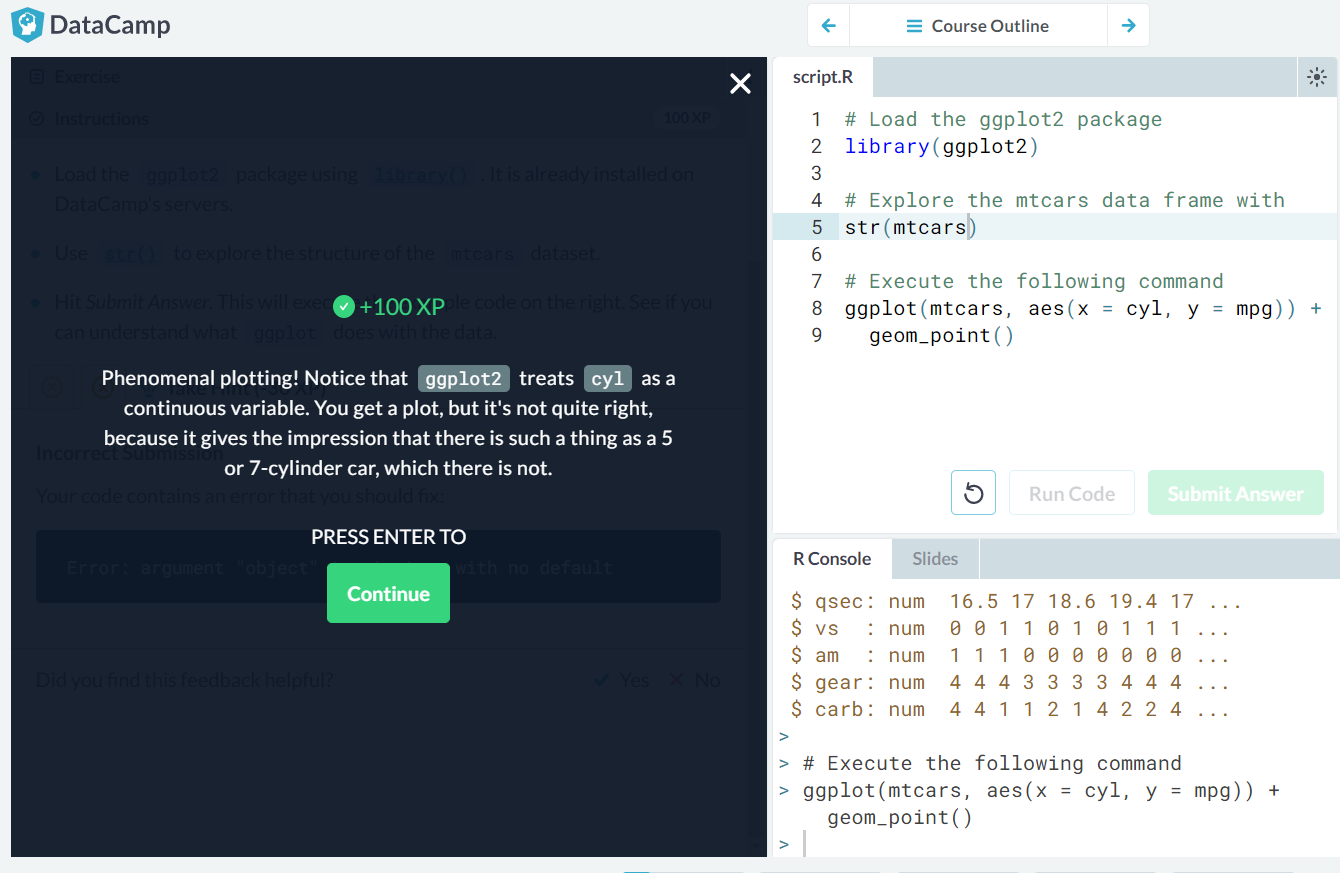 DataCamp
Course Outline
Exercise
Instructions
100 XP
Load the ggplot2 package using library(). It is already installed on
DataCamp's servers.
Use str() to explore the structure of the mtcars dataset.
Hit Submit Answer. This will ple code on the right. See if you
can understand what ggplot does with the data.
+100 XP
Phenomenal plotting! Notice that ggplot2 treats cyl as a
continuous variable. You get a plot, but it's not quite right,
because it gives the impression that there is such a thing as a 5
or 7-cylinder car, which there is not.
Incorrect Submission
Your code contains an error that you should fix:
PRESS ENTER TO
Error: argument "object" with no default
Continue
Did you find this feedback helpful?
Yes
No
script.R
1 # Load the ggplot2 package
2 library(ggplot2)
3
4 # Explore the mtcars data frame with
5 str(mtcars)
6
7 # Execute the following command
8 ggplot(mtcars, aes(x = cyl, y = mpg)) +
9 geom_point()
Run Code
Submit Answer
R Console
Slides
$ qsec: num 16.5 17 18.6 19.4 17 ...
$ vs : num 0 0 1 1 0 1 0 1 1 1 ...
$ am : num 1 1 1 0 0 0 0 0 0 0 ...
$ gear: num 4 4 4 3 3 3 3 4 4 4 ...
$ carb: num 4 4 1 1 2 1 4 2 2 4 ...
>
> # Execute the following command
> ggplot(mtcars, aes(x = cyl, y = mpg)) +
geom_point()
>